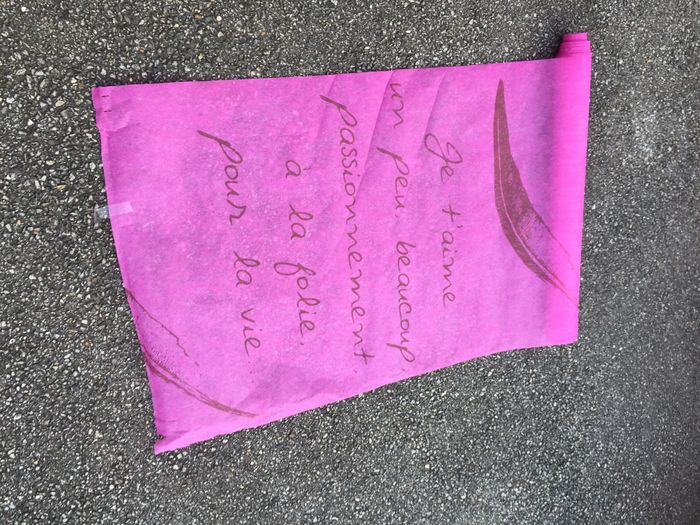 Je t'aime
un peu, beaucoup,
passionnement,
à la folie,
pour la vie.